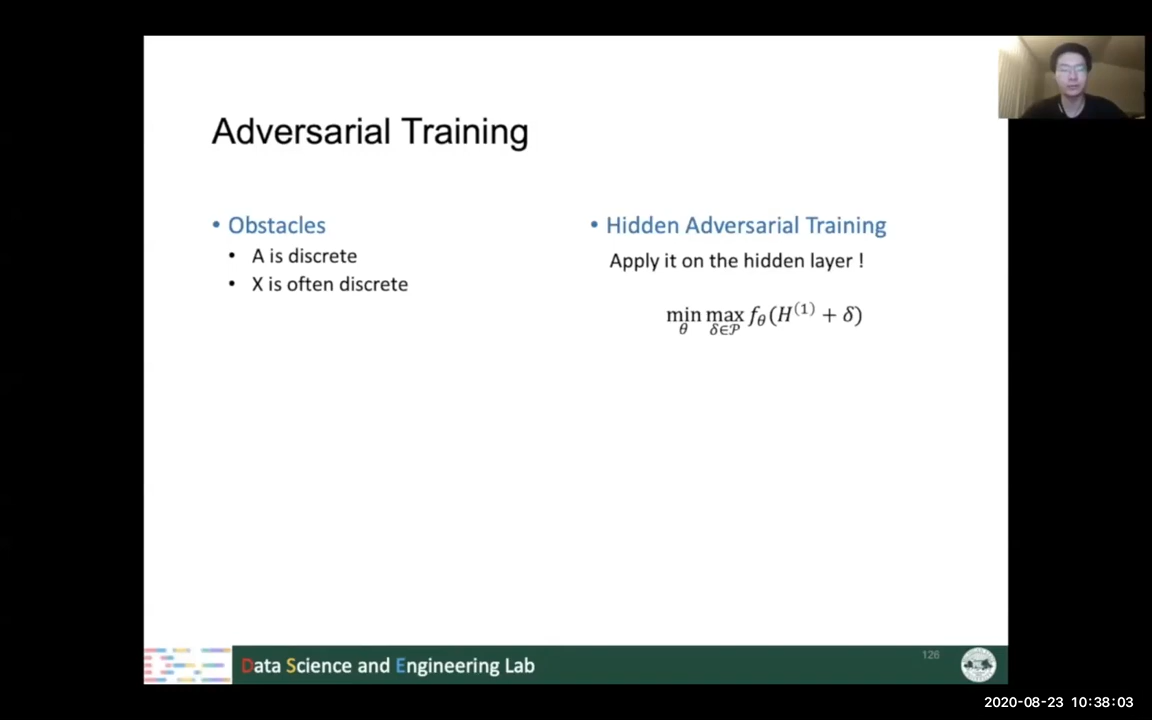 Adversarial Training
• Obstacles
• A is discrete
• X is often discrete
• Hidden Adversarial Training
Apply it on the hidden layer !
min max f_θ(H^(1) + δ)
θ δ∈𝒫
Data Science and Engineering Lab
126
2020-08-23 10:38:03